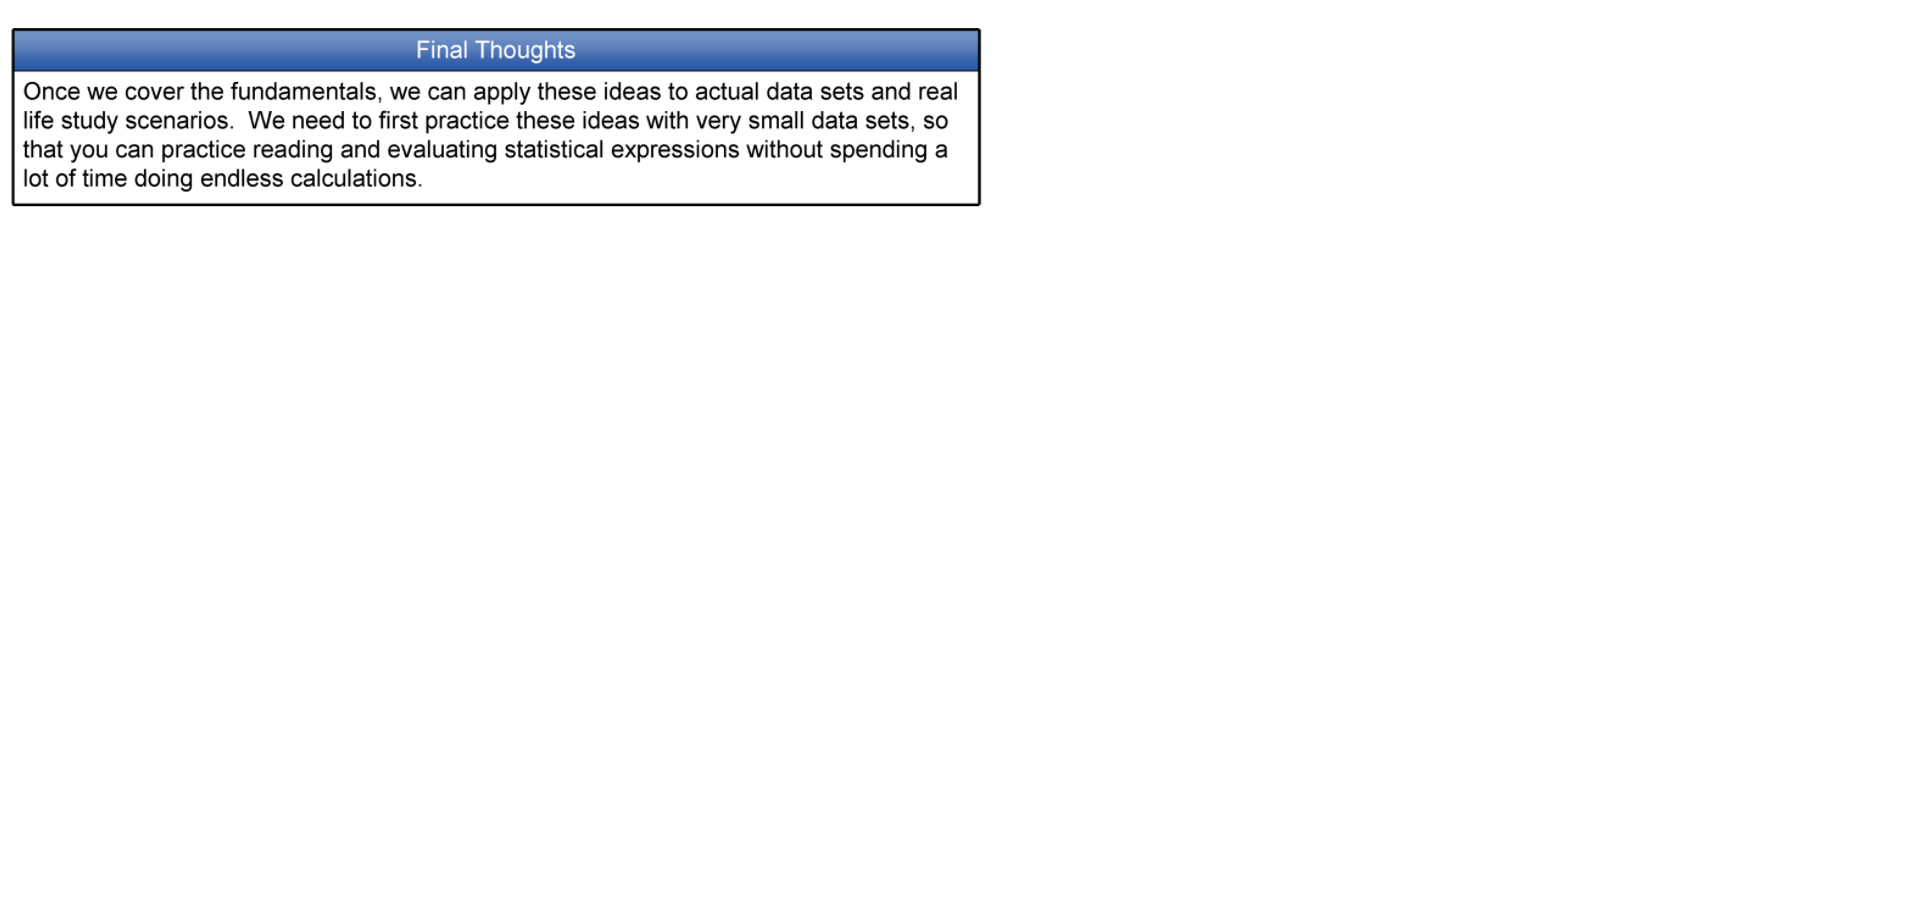 Final Thoughts
Once we cover the fundamentals, we can apply these ideas to actual data sets and real
life study scenarios.  We need to first practice these ideas with very small data sets, so
that you can practice reading and evaluating statistical expressions without spending a
lot of time doing endless calculations.